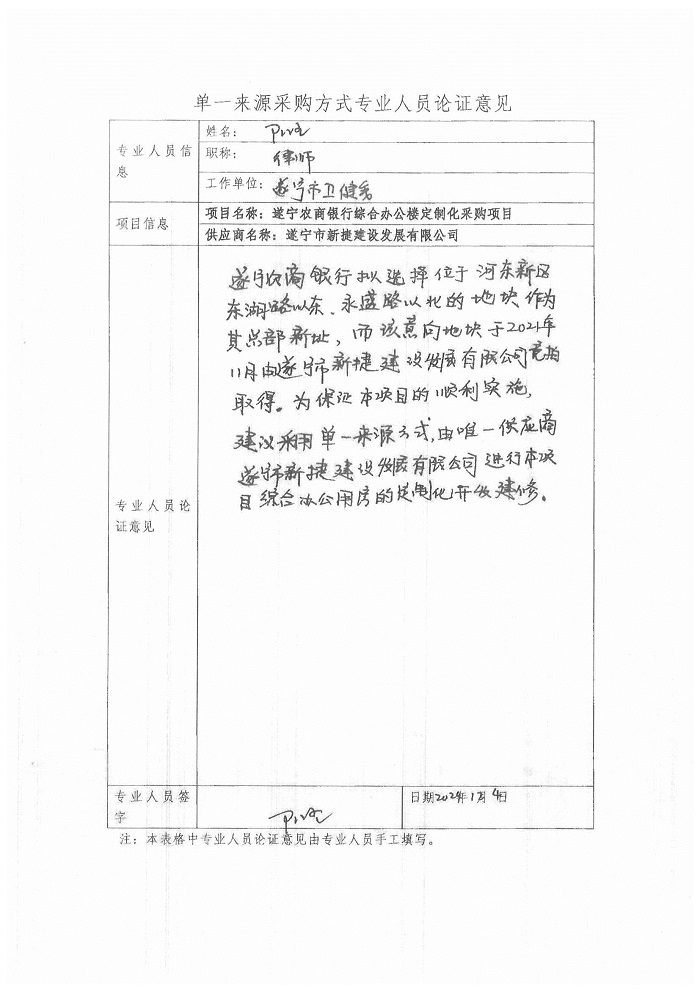 单一来源采购方式专业人员论证意见
专业人员信息
姓名：
职称：律师
工作单位：遂宁市卫健委
项目信息
项目名称：遂宁农商银行综合办公楼定制化采购项目
供应商名称：遂宁市新捷建设发展有限公司
专业人员论证意见
遂宁农商银行拟选择位于河东新区
东湖路以东、永盛路以北的地块作为
其总部新址，而该意向地块于2021年
11月由遂宁市新捷建设发展有限公司竞拍
取得。为保证本项目的顺利实施，
建议采用单一来源方式，由唯一供应商
遂宁市新捷建设发展有限公司进行本项
目综合办公用房的定制化开发建修。
专业人员签字
日期2024年1月4日
注：本表格中专业人员论证意见由专业人员手工填写。